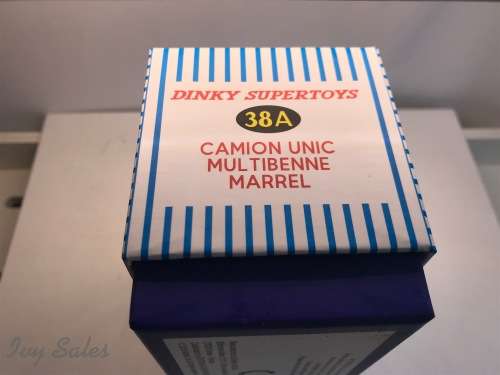 DINKY SUPERTOYS
38A
CAMION UNIC
MULTIBENNE
MARREL
Ivy Sales